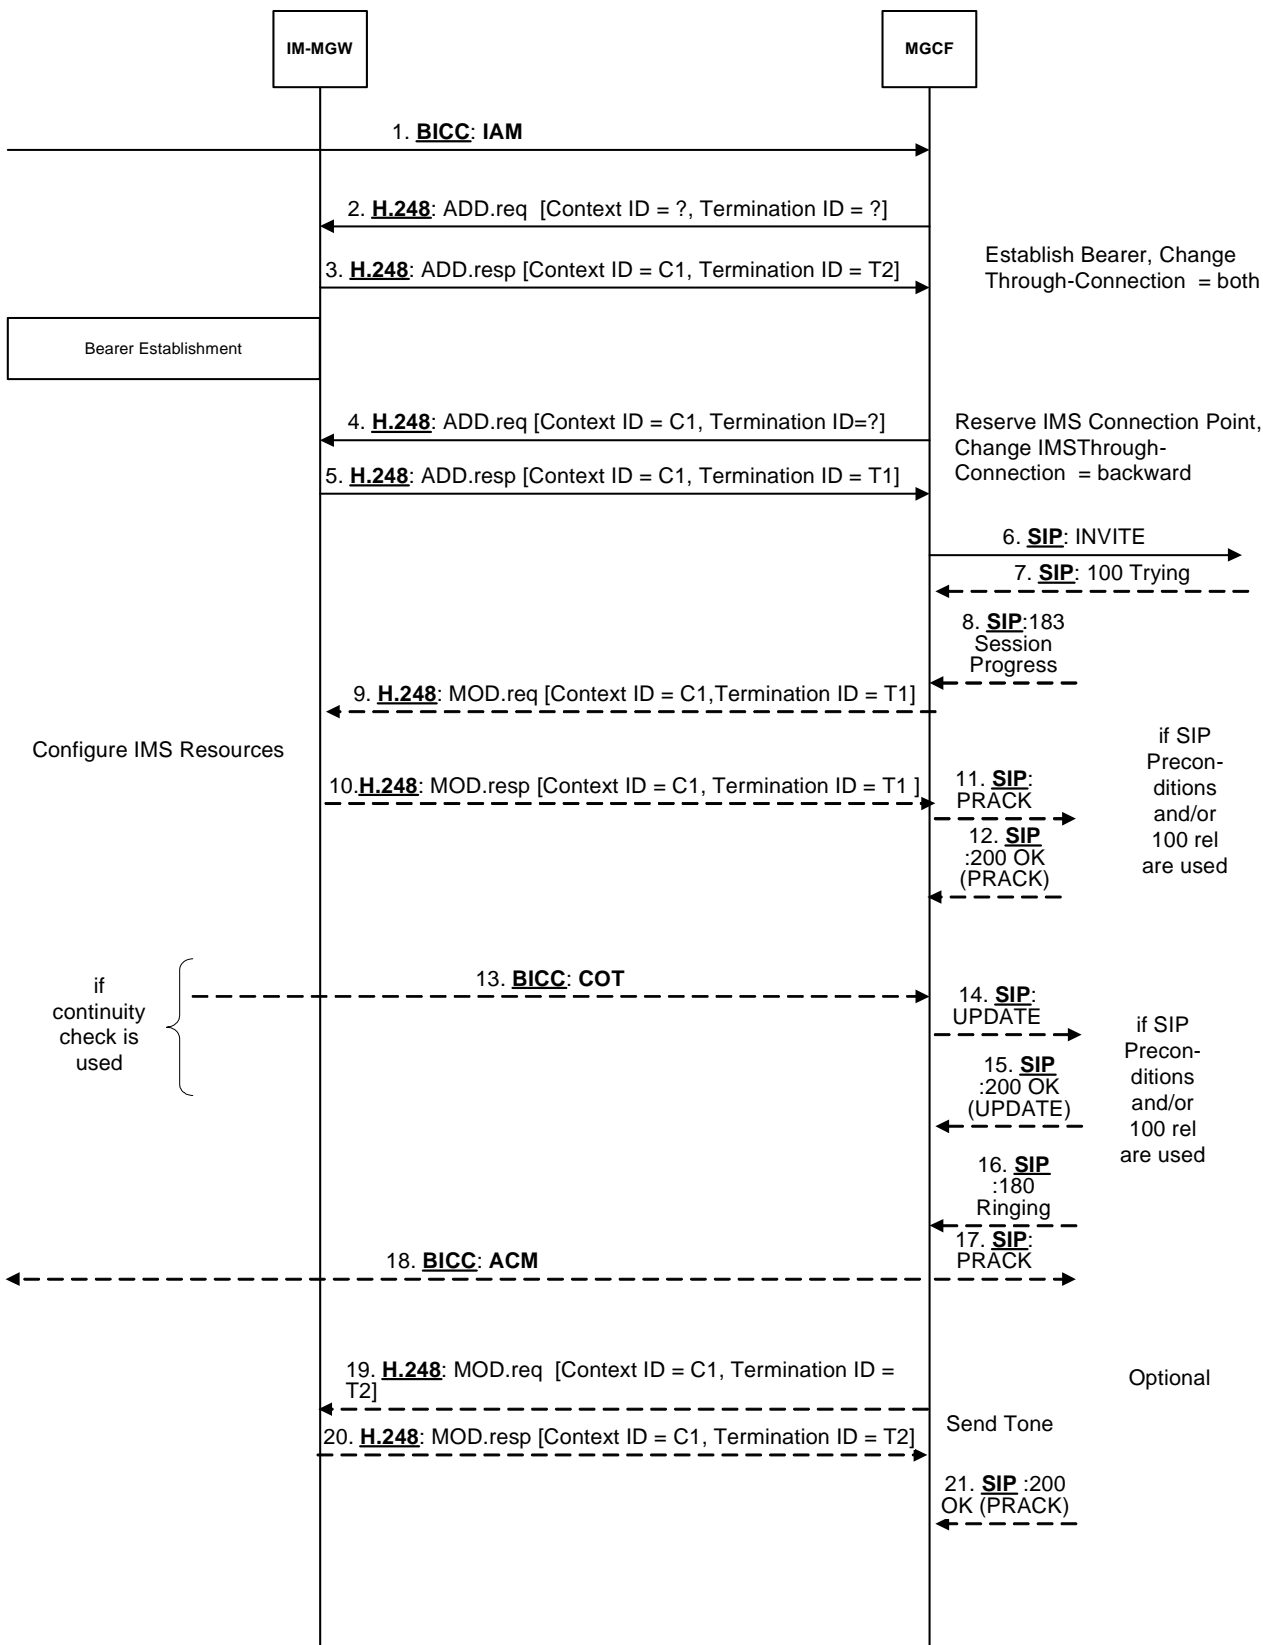 IM-MGW
MGCF
1. BICC: IAM
2. H.248: ADD.req [Context ID = ?, Termination ID = ?]
3. H.248: ADD.resp [Context ID = C1, Termination ID = T2]
Establish Bearer, Change
Through-Connection = both
Bearer Establishment
4. H.248: ADD.req [Context ID = C1, Termination ID=?]
5. H.248: ADD.resp [Context ID = C1, Termination ID = T1]
Reserve IMS Connection Point,
Change IMSThrough-
Connection = backward
6. SIP: INVITE
7. SIP: 100 Trying
8. SIP:183
Session
Progress
9. H.248: MOD.req [Context ID = C1,Termination ID = T1]
Configure IMS Resources
10.H.248: MOD.resp [Context ID = C1, Termination ID = T1 ]
11. SIP:
PRACK
12. SIP
:200 OK
(PRACK)
if SIP
Precon-
ditions
and/or
100 rel
are used
if
continuity
check is
used
13. BICC: COT
14. SIP:
UPDATE
15. SIP
:200 OK
(UPDATE)
if SIP
Precon-
ditions
and/or
100 rel
are used
16. SIP
:180
Ringing
17. SIP:
PRACK
18. BICC: ACM
19. H.248: MOD.req [Context ID = C1, Termination ID =
T2]
Optional
20. H.248: MOD.resp [Context ID = C1, Termination ID = T2]
Send Tone
21. SIP :200
OK (PRACK)